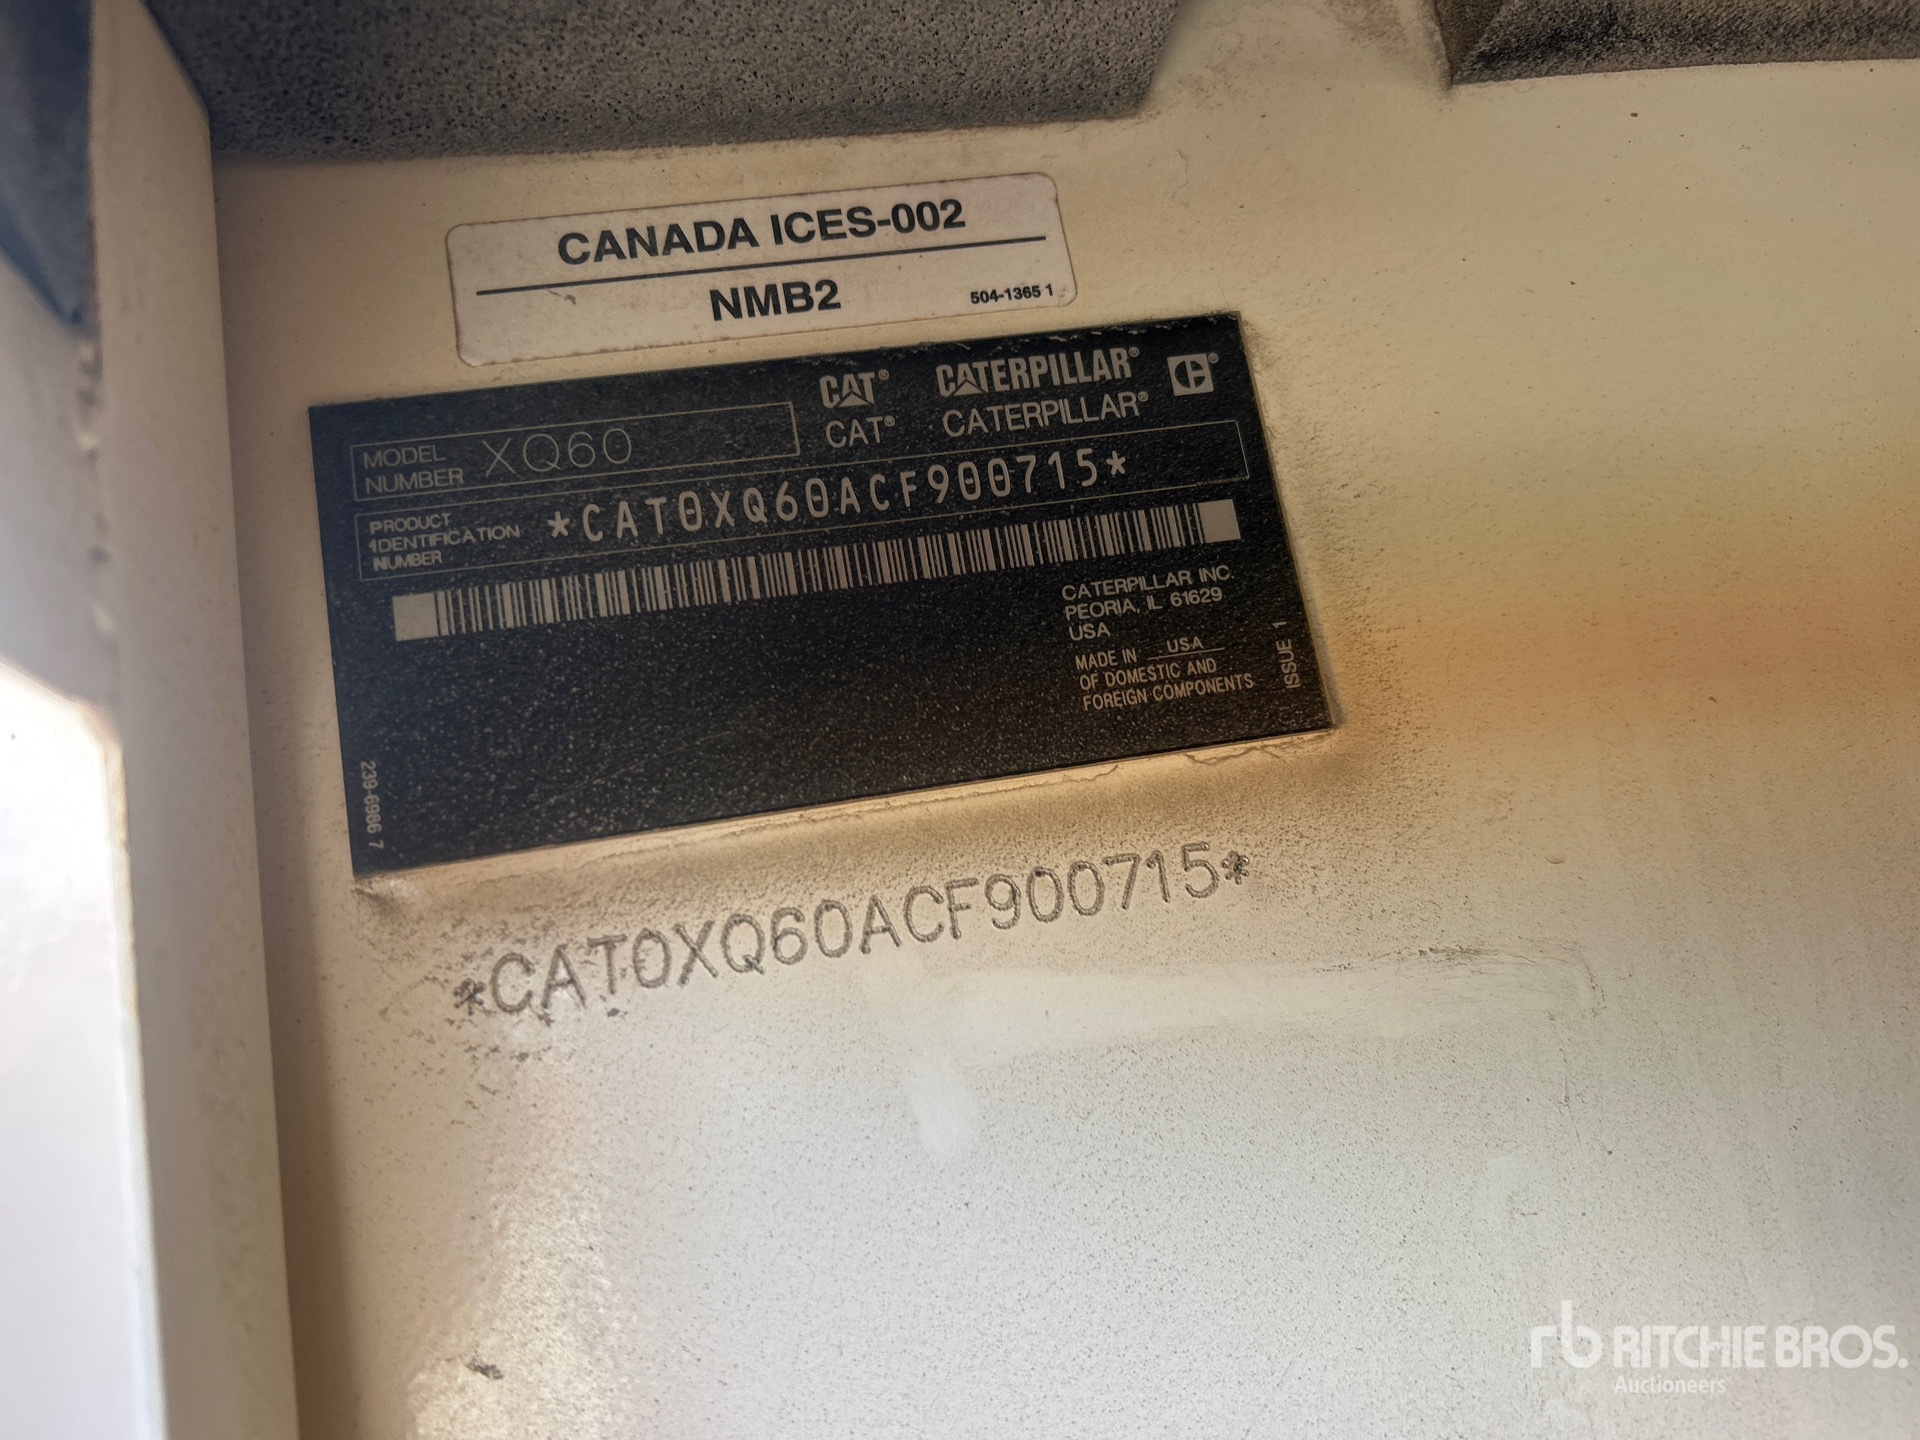 CANADA ICES-002
NMB2
504-1365 1
CAT® CATERPILLAR® C®
CAT® CATERPILLAR®
MODEL
NUMBER
XQ60
PRODUCT
IDENTIFICATION
NUMBER
*CAT0XQ60ACF900715*
CATERPILLAR INC.
PEORIA, IL 61629
USA
MADE IN USA
OF DOMESTIC AND
FOREIGN COMPONENTS
ISSUE 1
239-6986 7
*CAT0XQ60ACF900715*
rb RITCHIE BROS.
Auctioneers